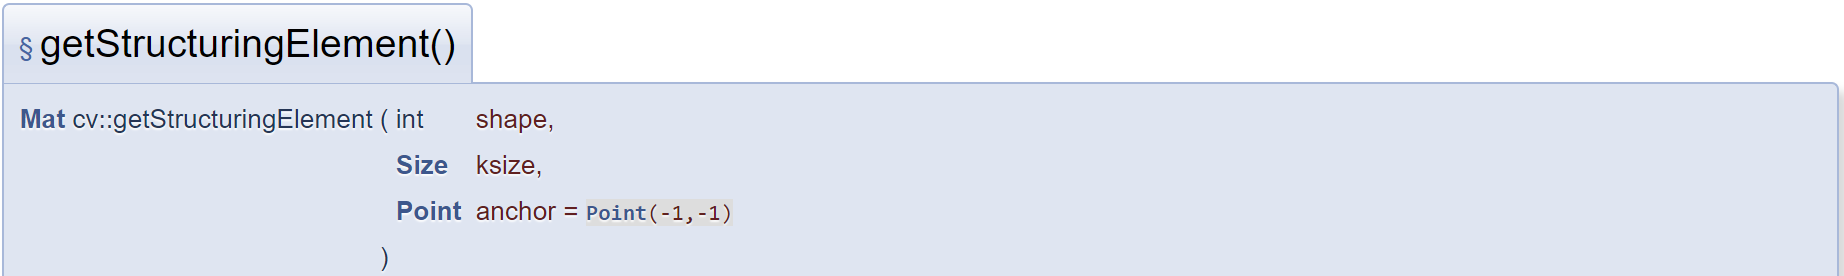 § getStructuringElement()
Mat cv::getStructuringElement ( int shape,
Size ksize,
Point anchor = Point(-1,-1)
)